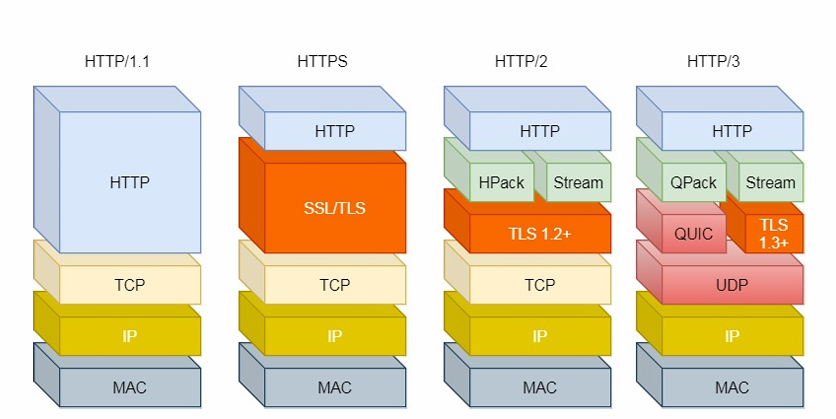 HTTP/1.1 HTTPS HTTP/2 HTTP/3
HTTP HTTP HTTP
HTTP
HPack Stream QPack Stream
SSL/TLS
TLS 1.2+ QUIC TLS
1.3+
TCP TCP TCP UDP
IP IP IP IP
MAC MAC MAC MAC